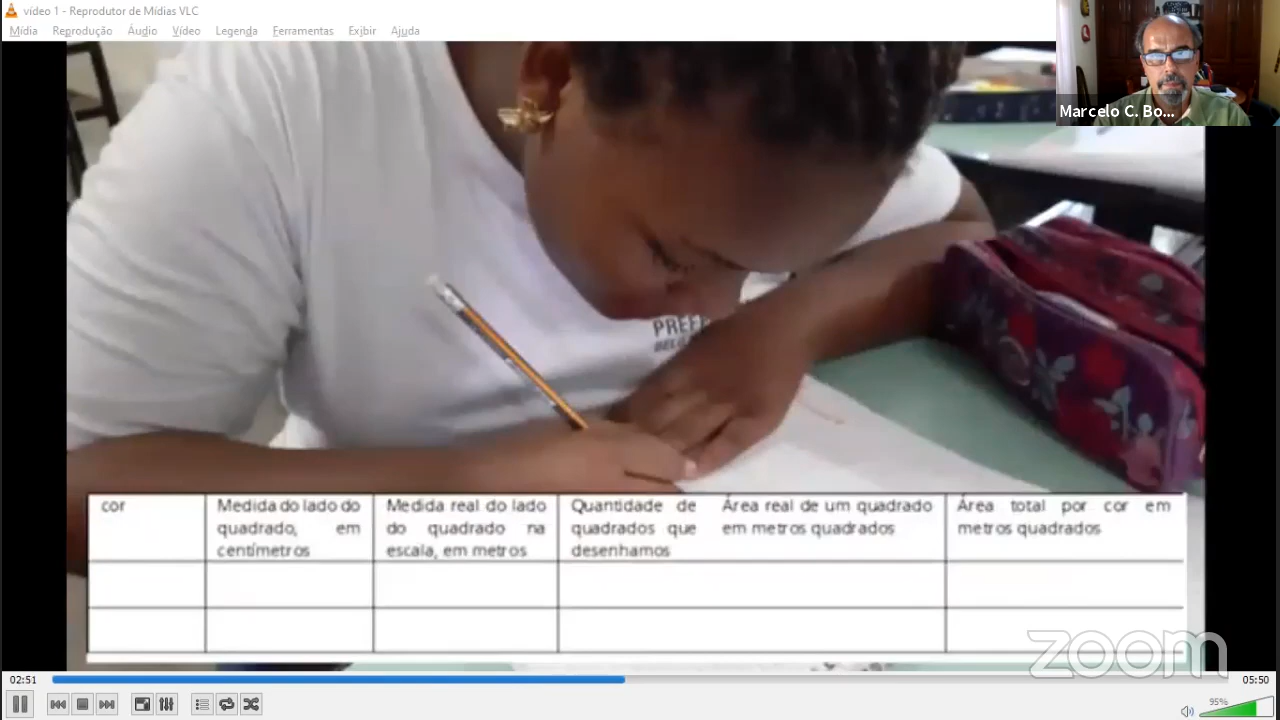 vídeo 1 - Reprodutor de Mídias VLC
Mídia Reprodução Áudio Vídeo Legenda Ferramentas Exibir Ajuda
Marcelo C. Bo...
cor
Medida do lado do
quadrado, em
centímetros
Medida real do lado
do quadrado na
escala, em metros
Quantidade de
quadrados que
desenhamos
Área real de um quadrado
em metros quadrados
Área total por cor em
metros quadrados
zoom
02:51
05:50
95%